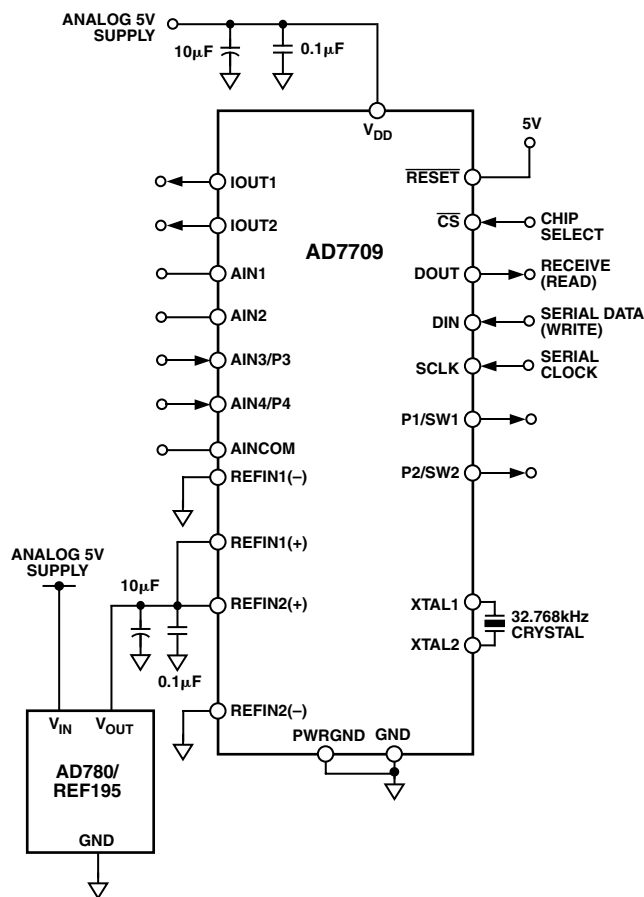 ANALOG 5V
SUPPLY
10µF
0.1µF
V_DD
5V
IOUT1
RESET
IOUT2
CS
CHIP
SELECT
AD7709
AIN1
DOUT
RECEIVE
(READ)
AIN2
DIN
SERIAL DATA
(WRITE)
AIN3/P3
SCLK
SERIAL
CLOCK
AIN4/P4
P1/SW1
AINCOM
REFIN1(–)
P2/SW2
REFIN1(+)
ANALOG 5V
SUPPLY
10µF
REFIN2(+)
XTAL1
32.768kHz
CRYSTAL
XTAL2
0.1µF
REFIN2(–)
V_IN
V_OUT
PWRGND
GND
AD780/
REF195
GND